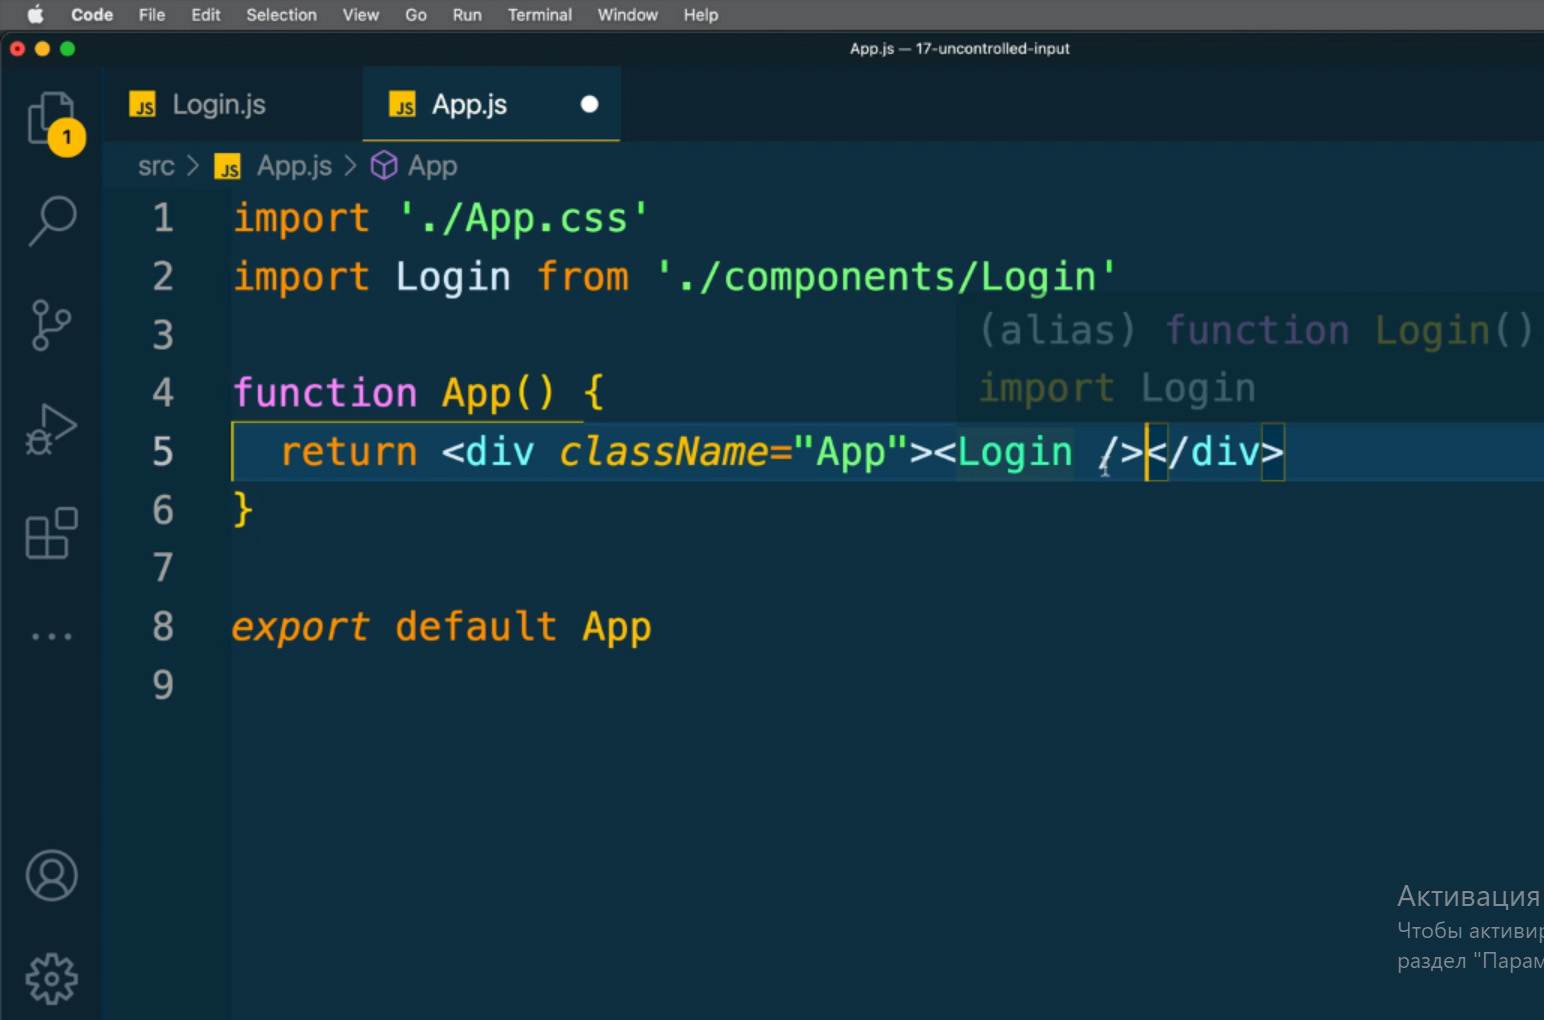 Code File Edit Selection View Go Run Terminal Window Help
App.js — 17-uncontrolled-input
JS Login.js JS App.js
1
src > JS App.js > App
1 import './App.css'
2 import Login from './components/Login'
3
(alias) function Login()
import Login
4 function App() {
5 return <div className="App"><Login /></div>
6 }
7
8 export default App
9
Активация
Чтобы активир
раздел "Парам